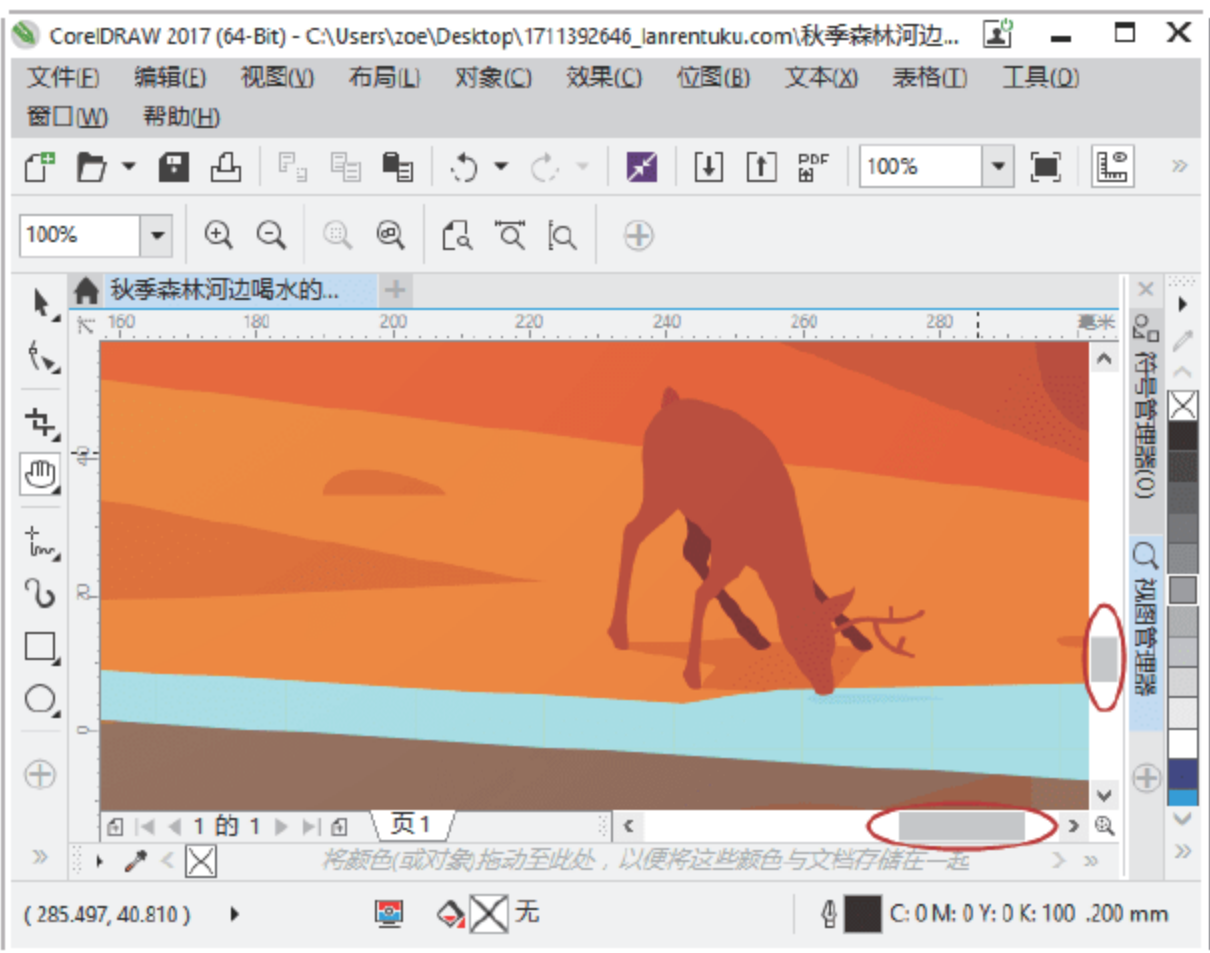 CorelDRAW 2017 (64-Bit) - C:\Users\zoe\Desktop\1711392646_lanrentuku.com\秋季森林河边...
文件(F) 编辑(E) 视图(V) 布局(L) 对象(C) 效果(C) 位图(B) 文本(X) 表格(T) 工具(O)
窗口(W) 帮助(H)
PDF 100%
100%
秋季森林河边喝水的...
160 180 200 220 240 260 280 毫米
符号管理器(O)
40
视图管理器
20
0
1 的 1 页 1
将颜色(或对象)拖动至此处，以便将这些颜色与文档存储在一起
( 285.497, 40.810 ) 无 C: 0 M: 0 Y: 0 K: 100 .200 mm